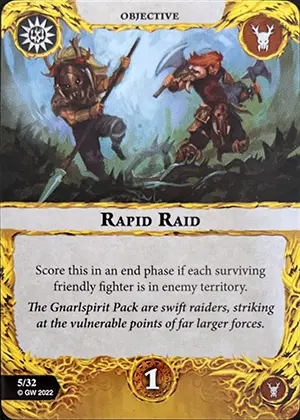 OBJECTIVE
RAPID RAID
Score this in an end phase if each surviving
friendly fighter is in enemy territory.
The Gnarlspirit Pack are swift raiders, striking
at the vulnerable points of far larger forces.
5/32
© GW 2022
1